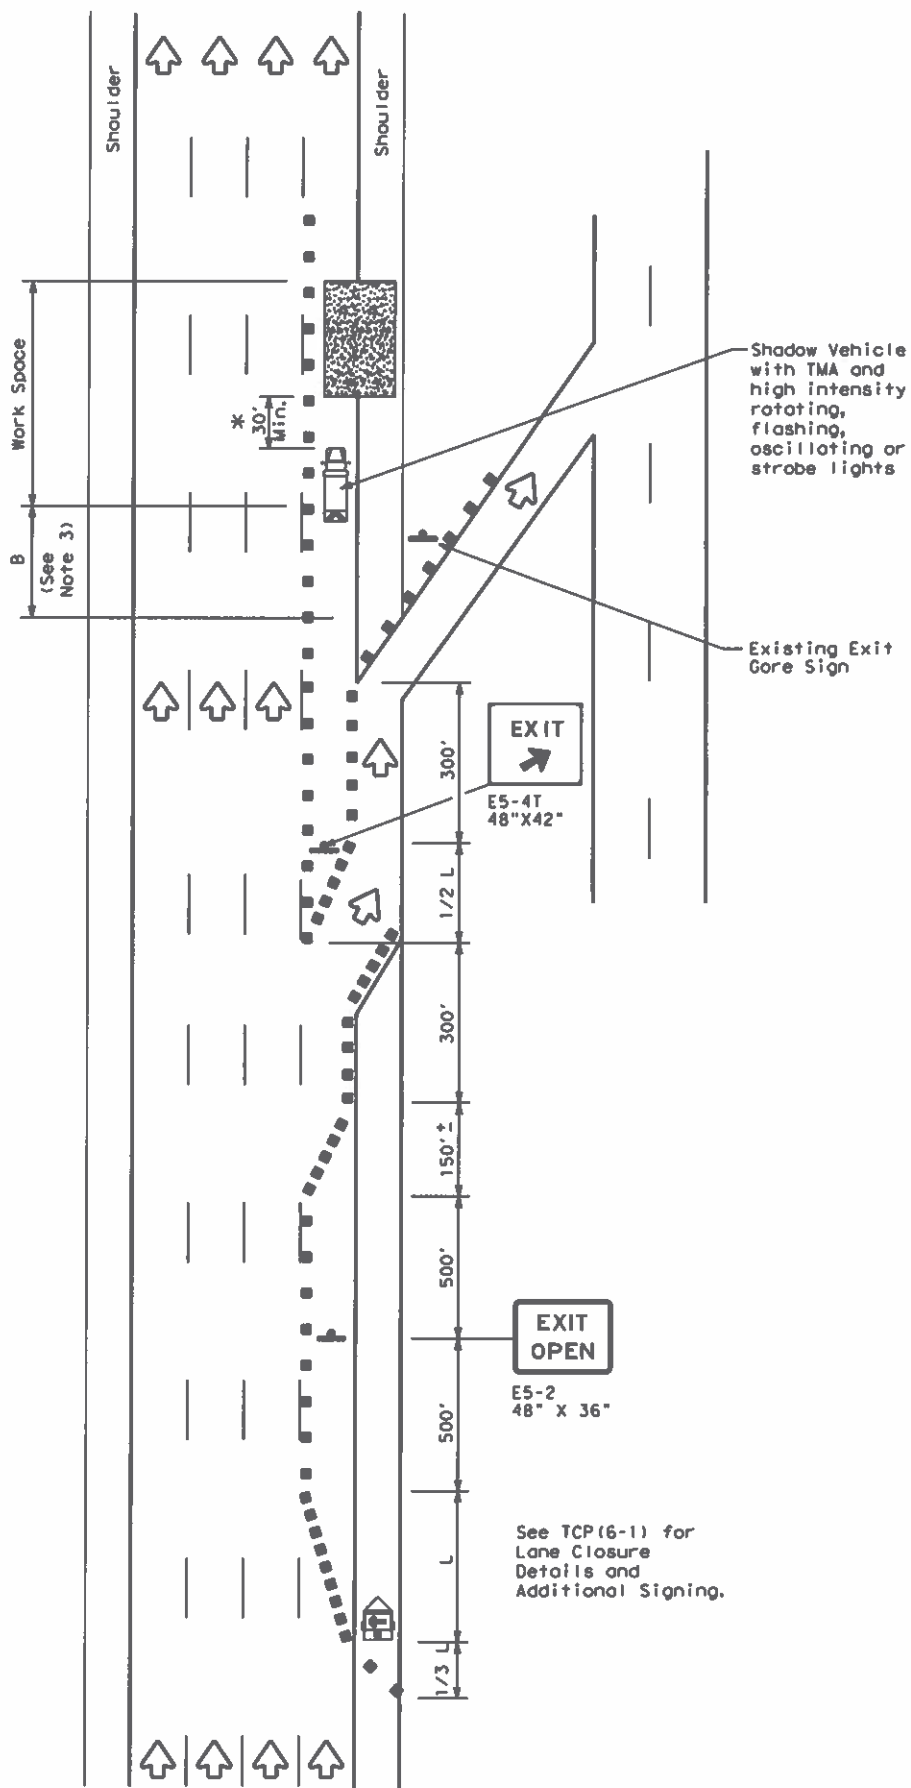 Shoulder
Shoulder
Work Space
*
30'
Min.
Shadow Vehicle
with TMA and
high intensity
rotating,
flashing,
oscillating or
strobe lights
B
(See
Note 3)
Existing Exit
Gore Sign
300'
EXIT
E5-4T
48"X42"
1/2 L
300'
150'±
500'
EXIT
OPEN
E5-2
48" X 36"
500'
L
See TCP(6-1) for
Lane Closure
Details and
Additional Signing.
1/3 L